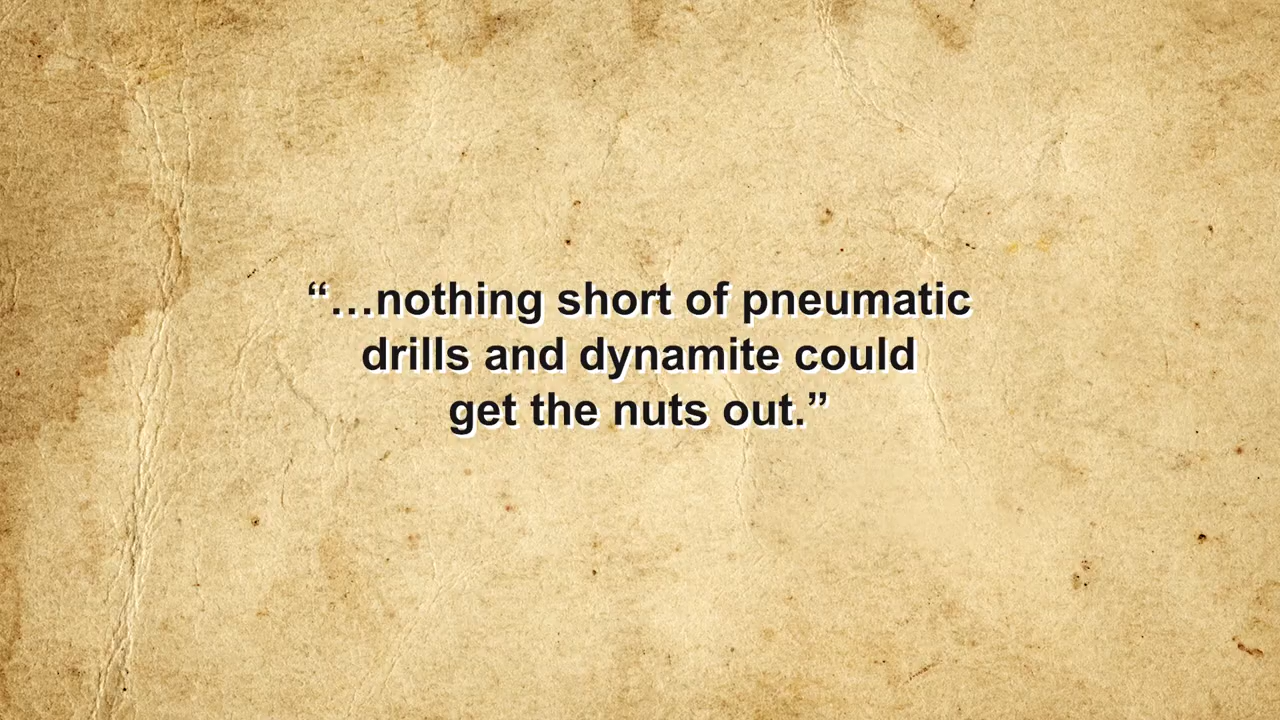 “…nothing short of pneumatic
drills and dynamite could
get the nuts out.”